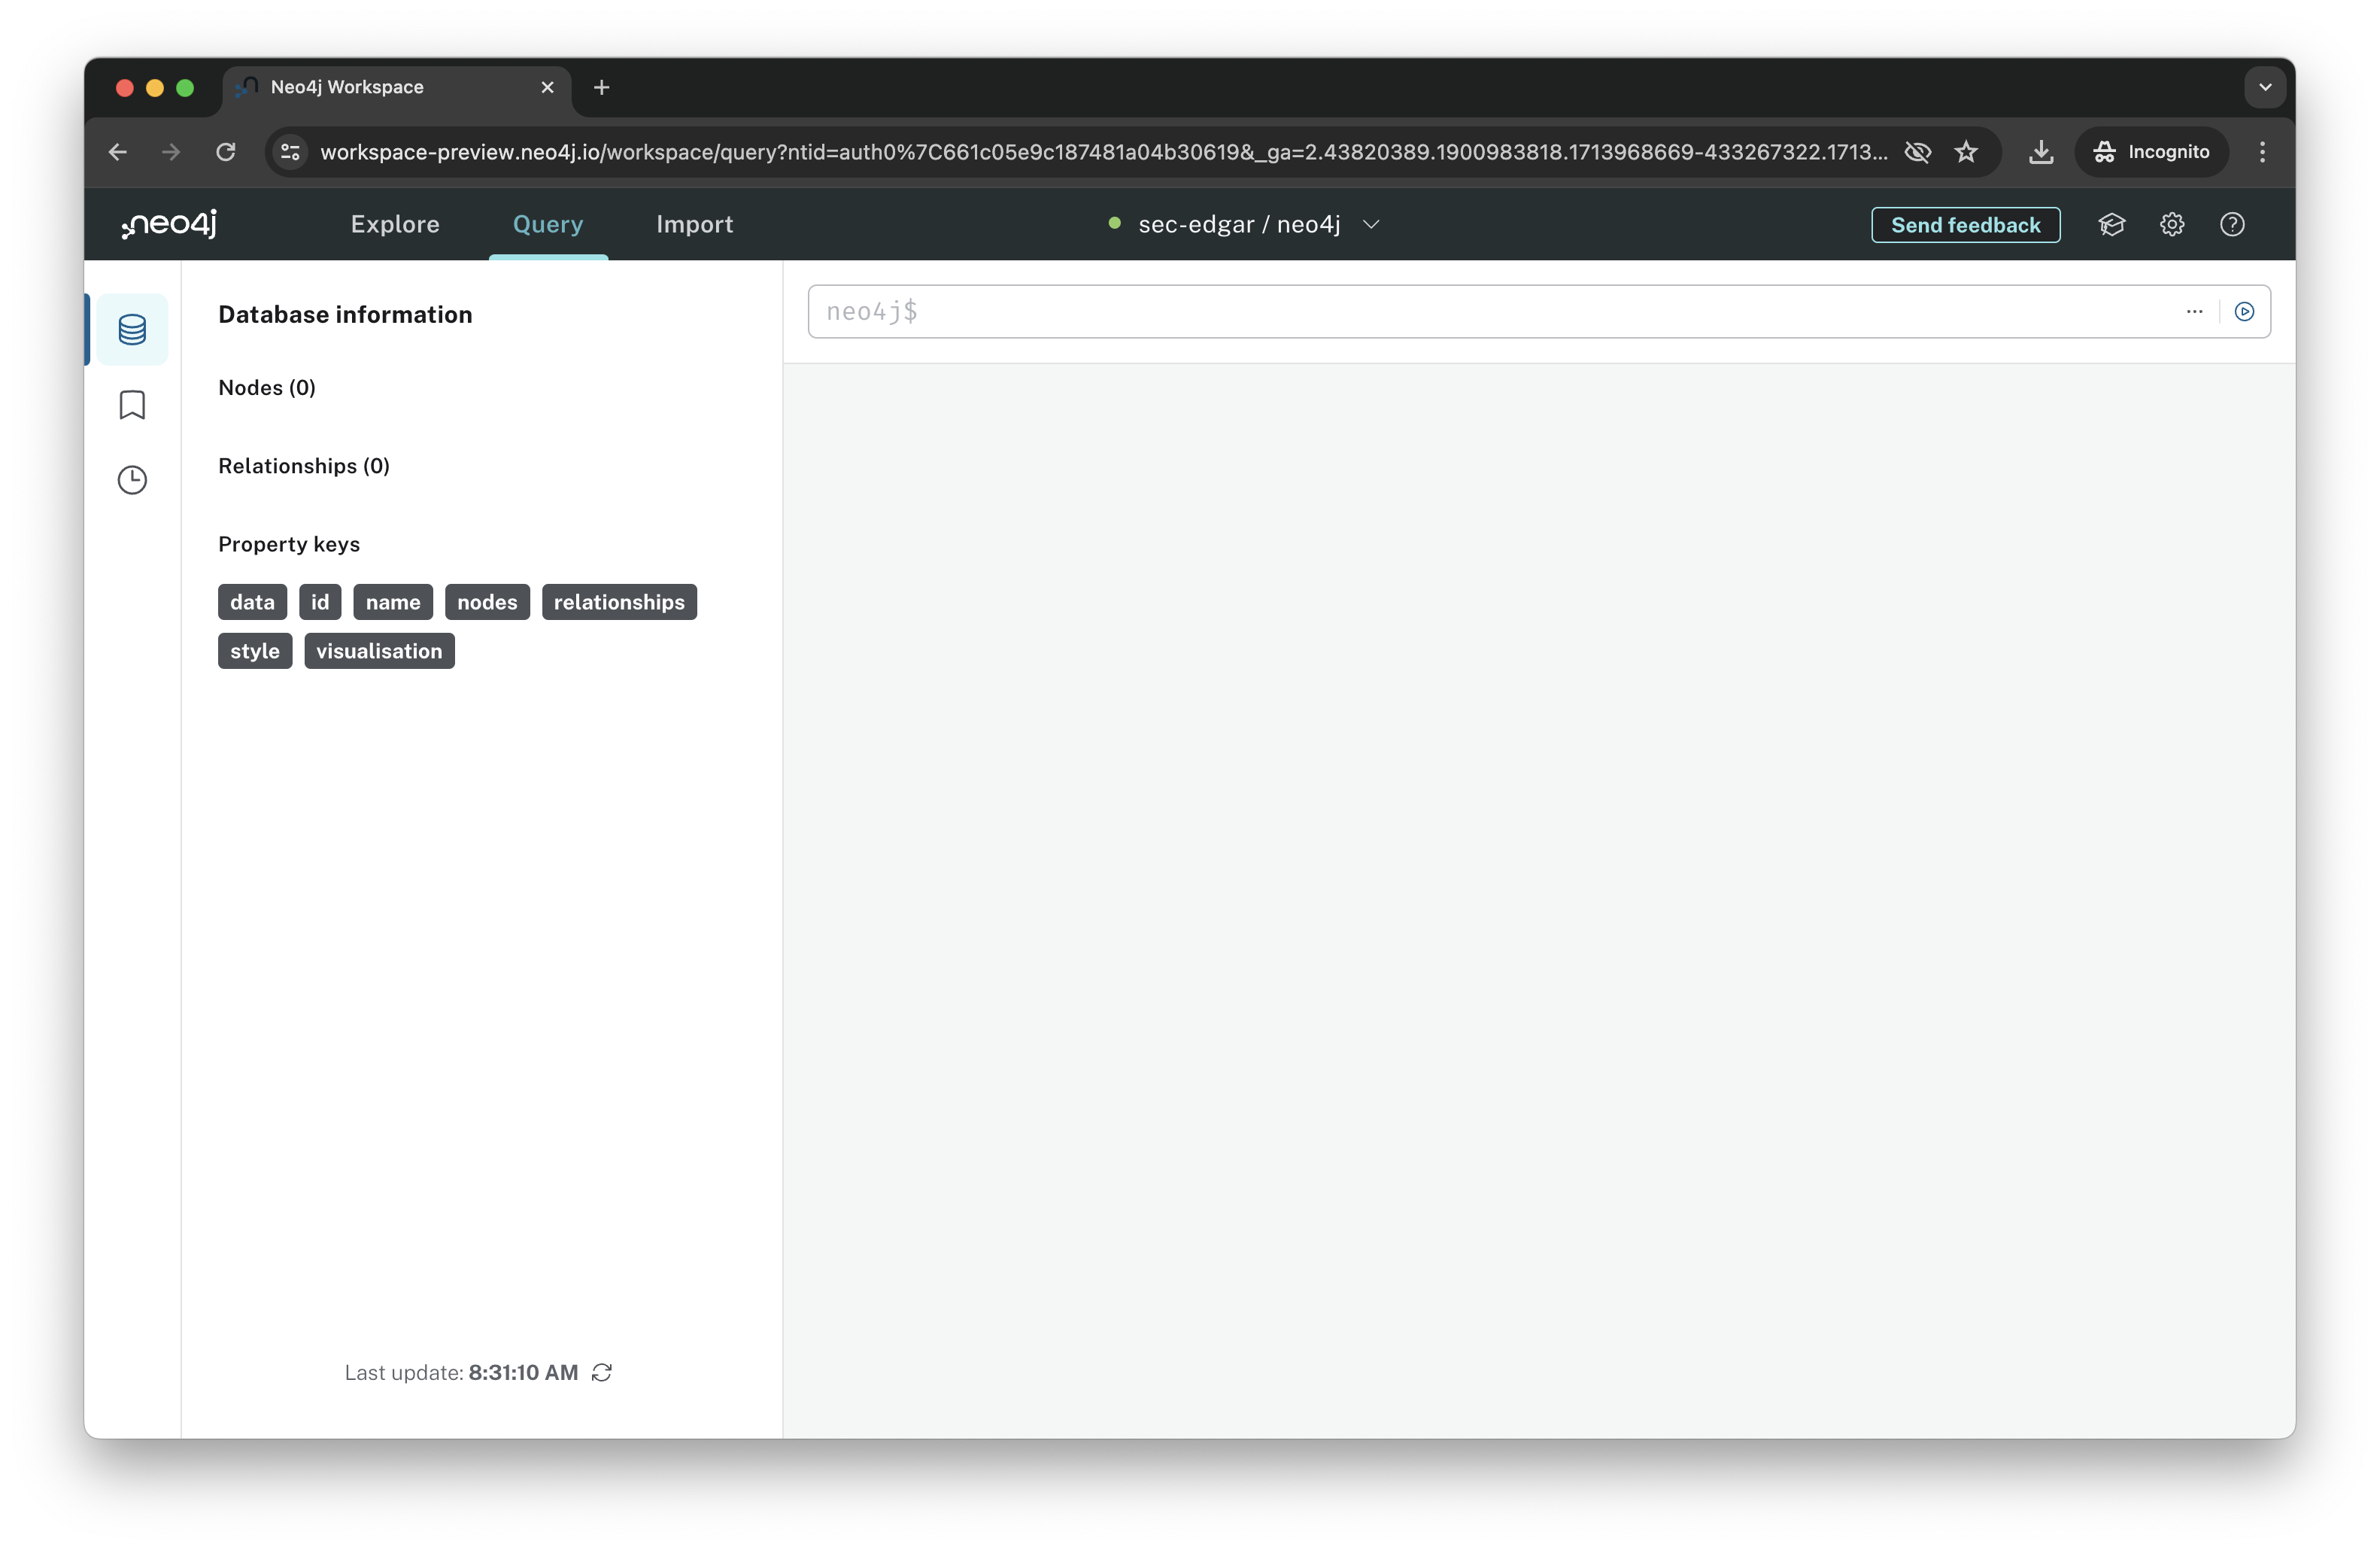 Neo4j Workspace
workspace-preview.neo4j.io/workspace/query?ntid=auth0%7C661c05e9c187481a04b30619&_ga=2.43820389.1900983818.1713968669-433267322.1713...
Incognito
neo4j
Explore
Query
Import
sec-edgar / neo4j
Send feedback
Database information
Nodes (0)
Relationships (0)
Property keys
data id name nodes relationships
style visualisation
Last update: 8:31:10 AM
neo4j$